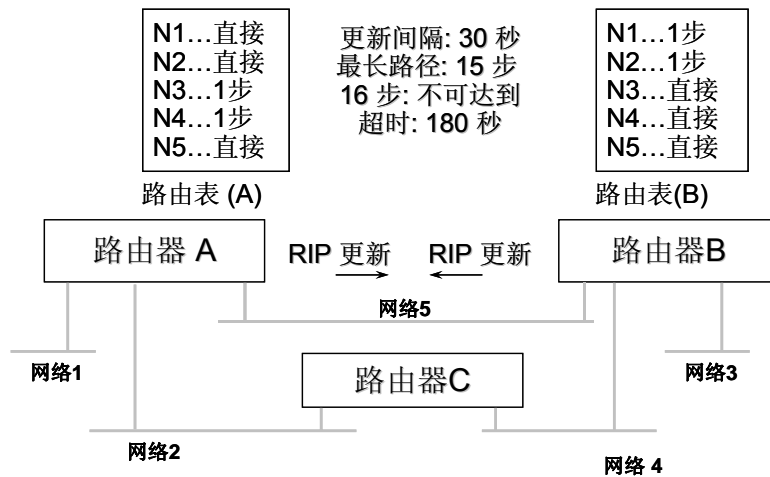 N1...直接
N2...直接
N3...1步
N4...1步
N5...直接
路由表 (A)
更新间隔: 30 秒
最长路径: 15 步
16 步: 不可达到
超时: 180 秒
N1...1步
N2...1步
N3...直接
N4...直接
N5...直接
路由表(B)
路由器 A
RIP 更新
RIP 更新
路由器B
网络5
网络1
路由器C
网络3
网络2
网络 4